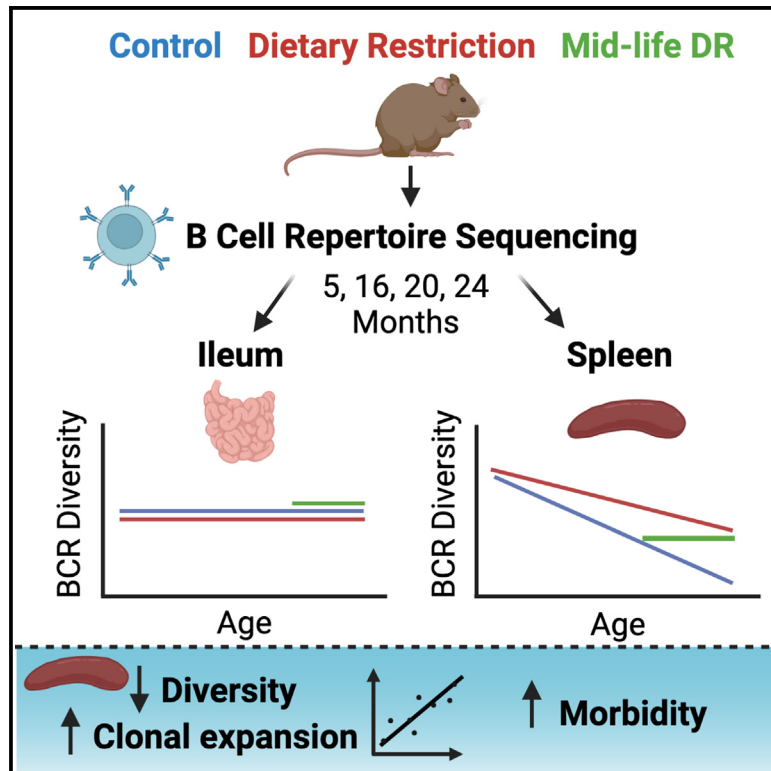 Control Dietary Restriction Mid-life DR
B Cell Repertoire Sequencing
5, 16, 20, 24
Months
Ileum
Spleen
BCR Diversity
Age
BCR Diversity
Age
Diversity
Clonal expansion
Morbidity